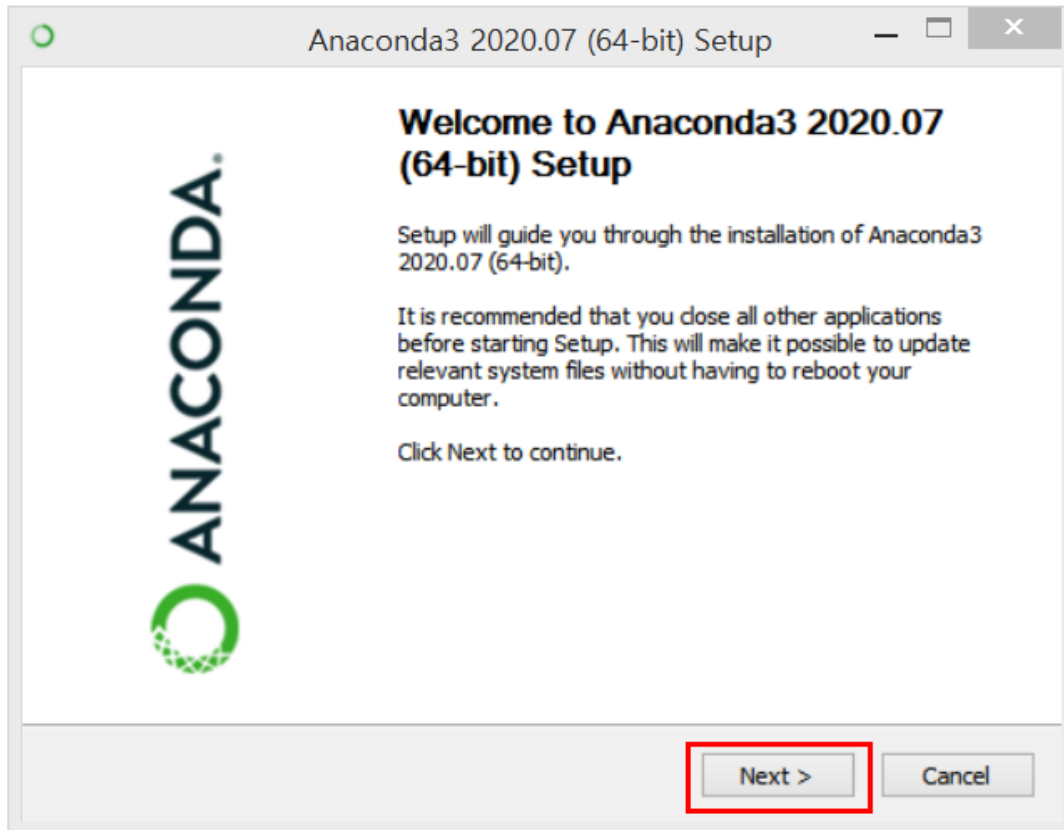 Anaconda3 2020.07 (64-bit) Setup
ANACONDA.
Welcome to Anaconda3 2020.07
(64-bit) Setup
Setup will guide you through the installation of Anaconda3
2020.07 (64-bit).
It is recommended that you close all other applications
before starting Setup. This will make it possible to update
relevant system files without having to reboot your
computer.
Click Next to continue.
Next >
Cancel